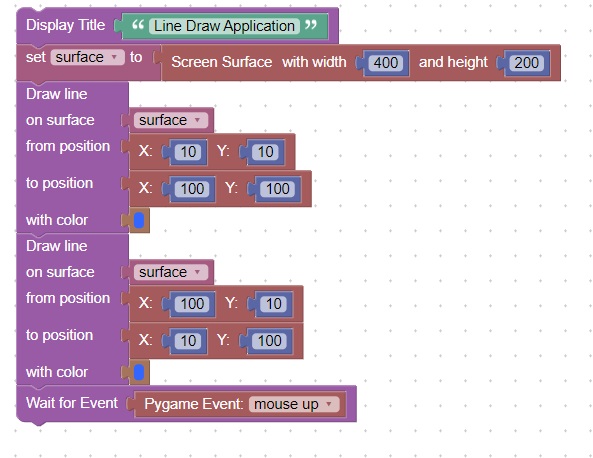 Display Title “ Line Draw Application ”
set surface to Screen Surface with width 400 and height 200
Draw line
on surface surface
from position X: 10 Y: 10
to position X: 100 Y: 100
with color
Draw line
on surface surface
from position X: 100 Y: 10
to position X: 10 Y: 100
with color
Wait for Event Pygame Event: mouse up